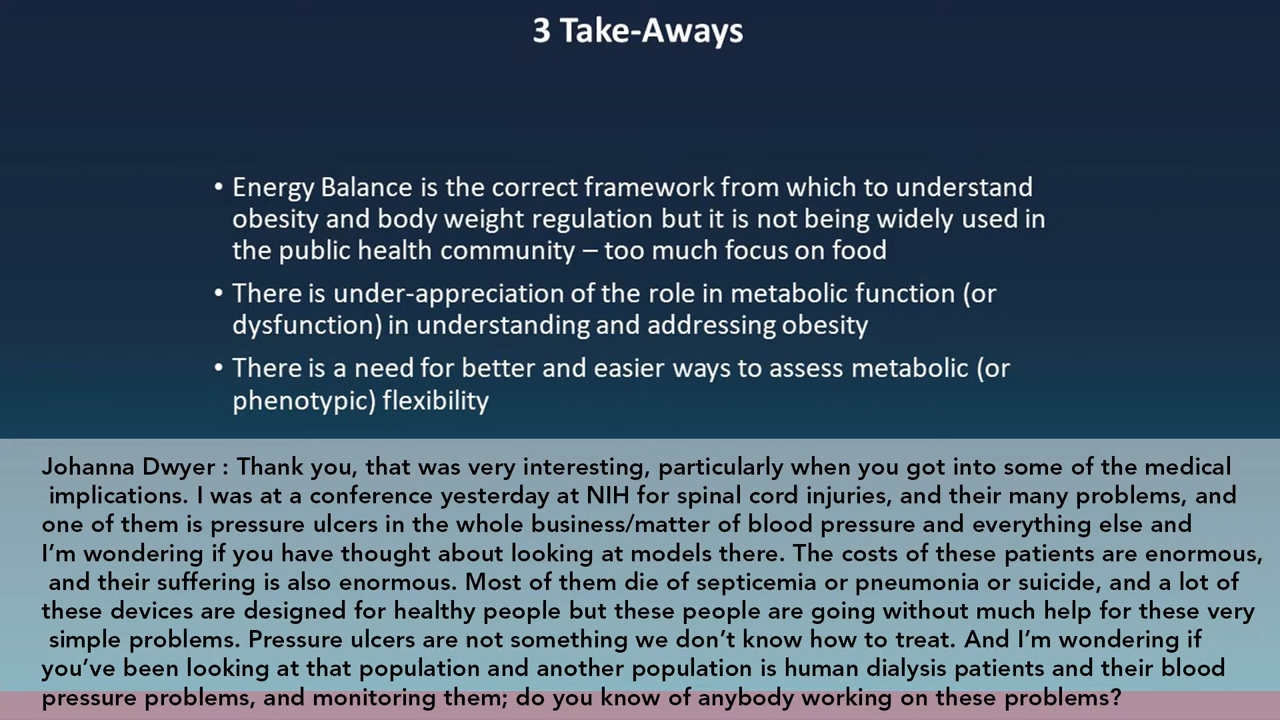 3 Take-Aways
• Energy Balance is the correct framework from which to understand
obesity and body weight regulation but it is not being widely used in
the public health community – too much focus on food
• There is under-appreciation of the role in metabolic function (or
dysfunction) in understanding and addressing obesity
• There is a need for better and easier ways to assess metabolic (or
phenotypic) flexibility
Johanna Dwyer : Thank you, that was very interesting, particularly when you got into some of the medical
implications. I was at a conference yesterday at NIH for spinal cord injuries, and their many problems, and
one of them is pressure ulcers in the whole business/matter of blood pressure and everything else and
I'm wondering if you have thought about looking at models there. The costs of these patients are enormous,
and their suffering is also enormous. Most of them die of septicemia or pneumonia or suicide, and a lot of
these devices are designed for healthy people but these people are going without much help for these very
simple problems. Pressure ulcers are not something we don't know how to treat. And I'm wondering if
you've been looking at that population and another population is human dialysis patients and their blood
pressure problems, and monitoring them; do you know of anybody working on these problems?